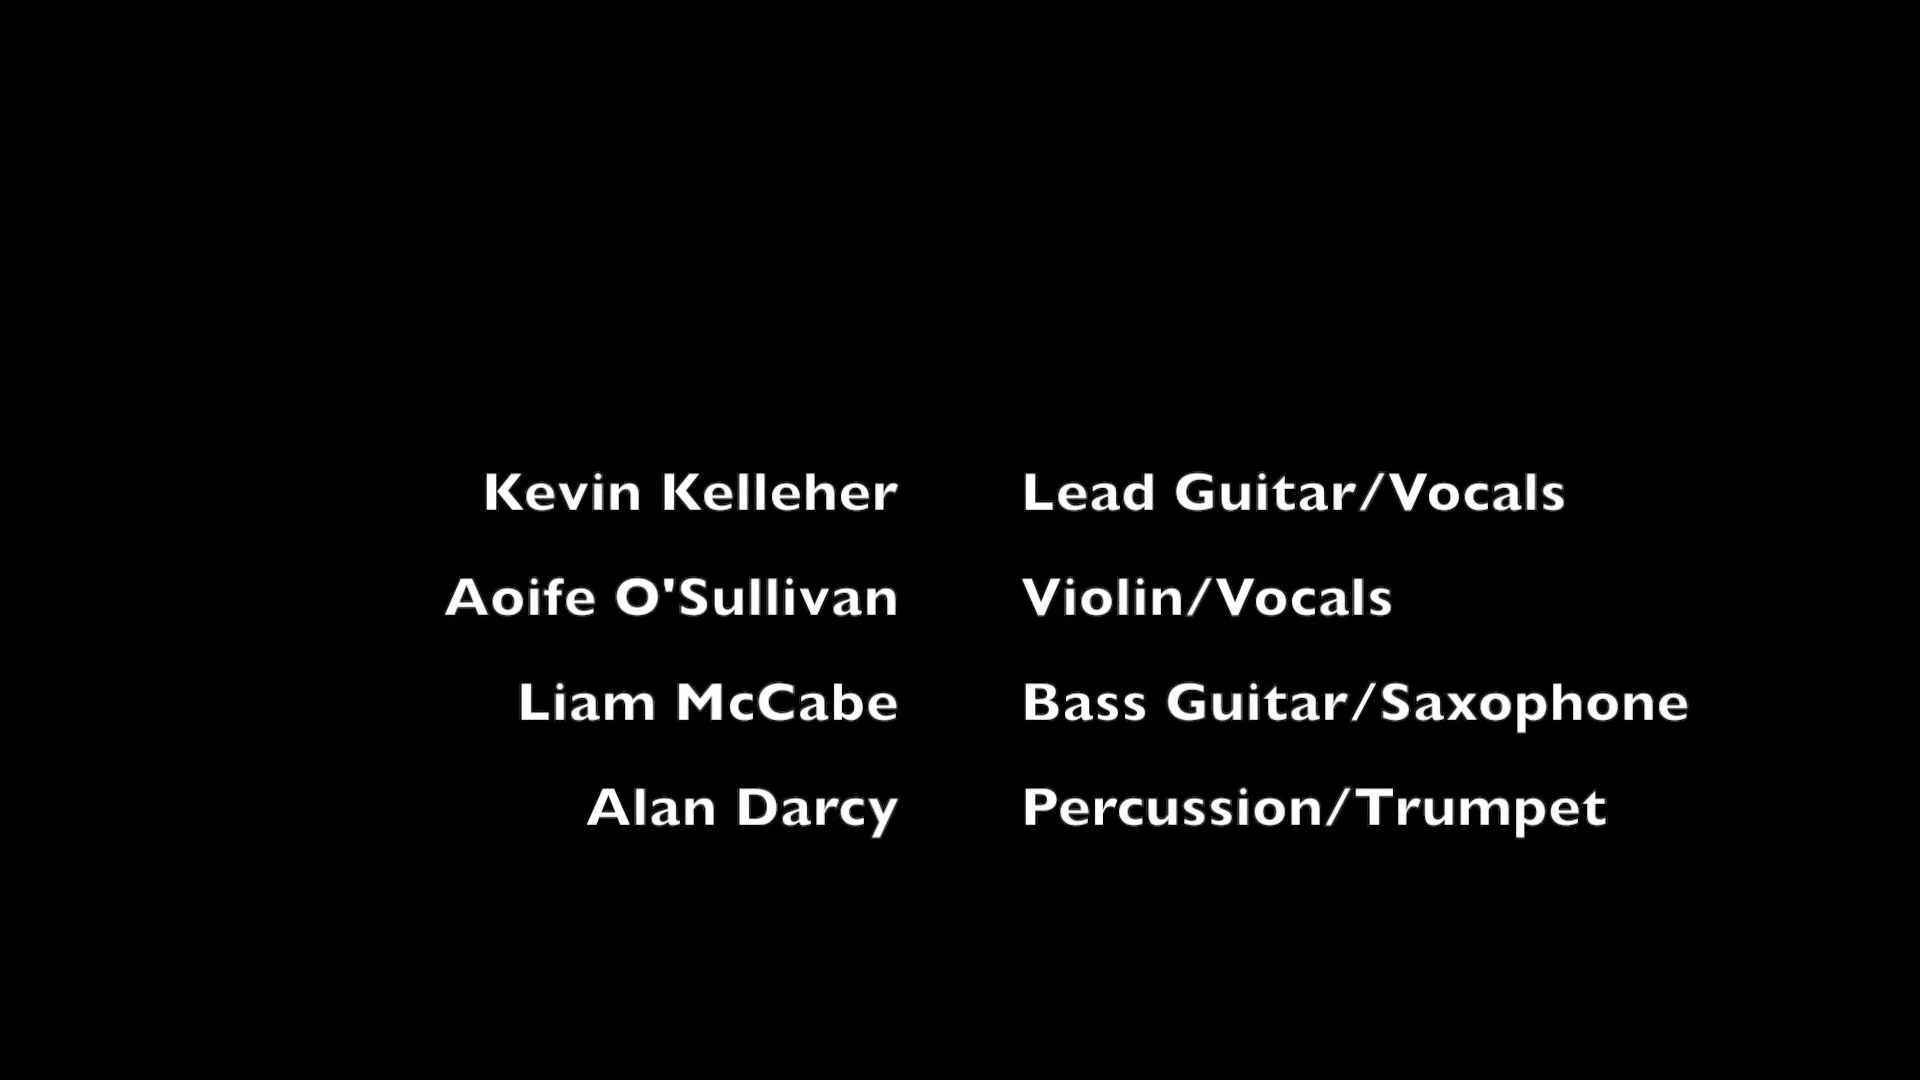 Kevin Kelleher Lead Guitar/Vocals
Aoife O'Sullivan Violin/Vocals
Liam McCabe Bass Guitar/Saxophone
Alan Darcy Percussion/Trumpet